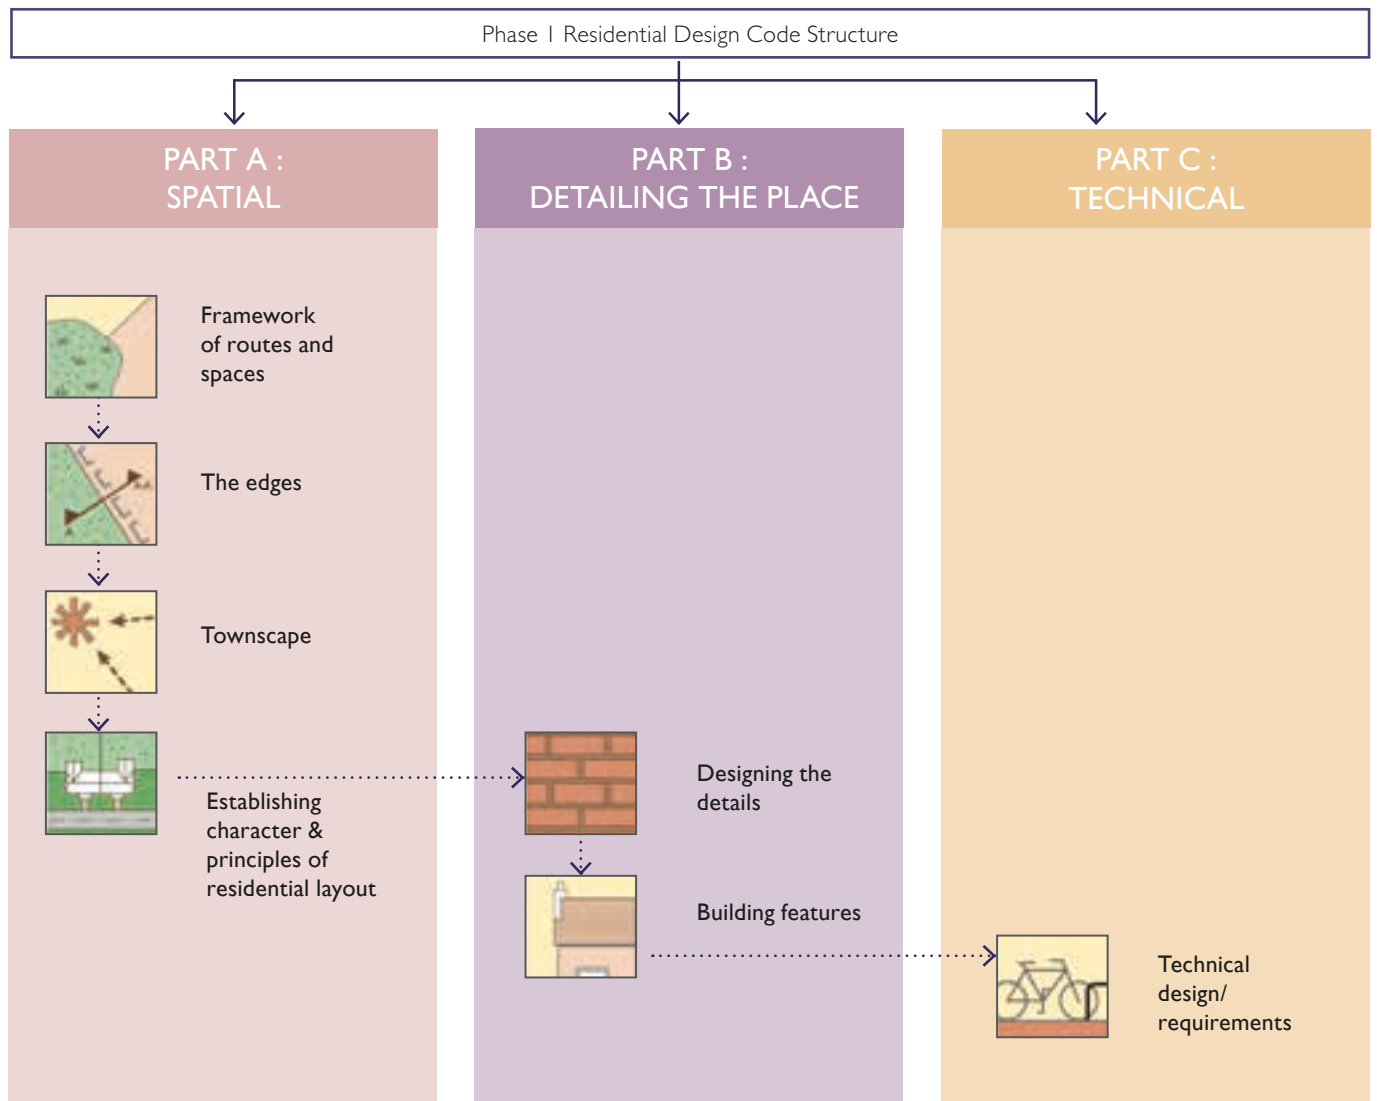 Phase 1 Residential Design Code Structure
PART A :
SPATIAL
PART B :
DETAILING THE PLACE
PART C :
TECHNICAL
Framework
of routes and
spaces
The edges
Townscape
Establishing
character &
principles of
residential layout
Designing the
details
Building features
Technical
design/
requirements